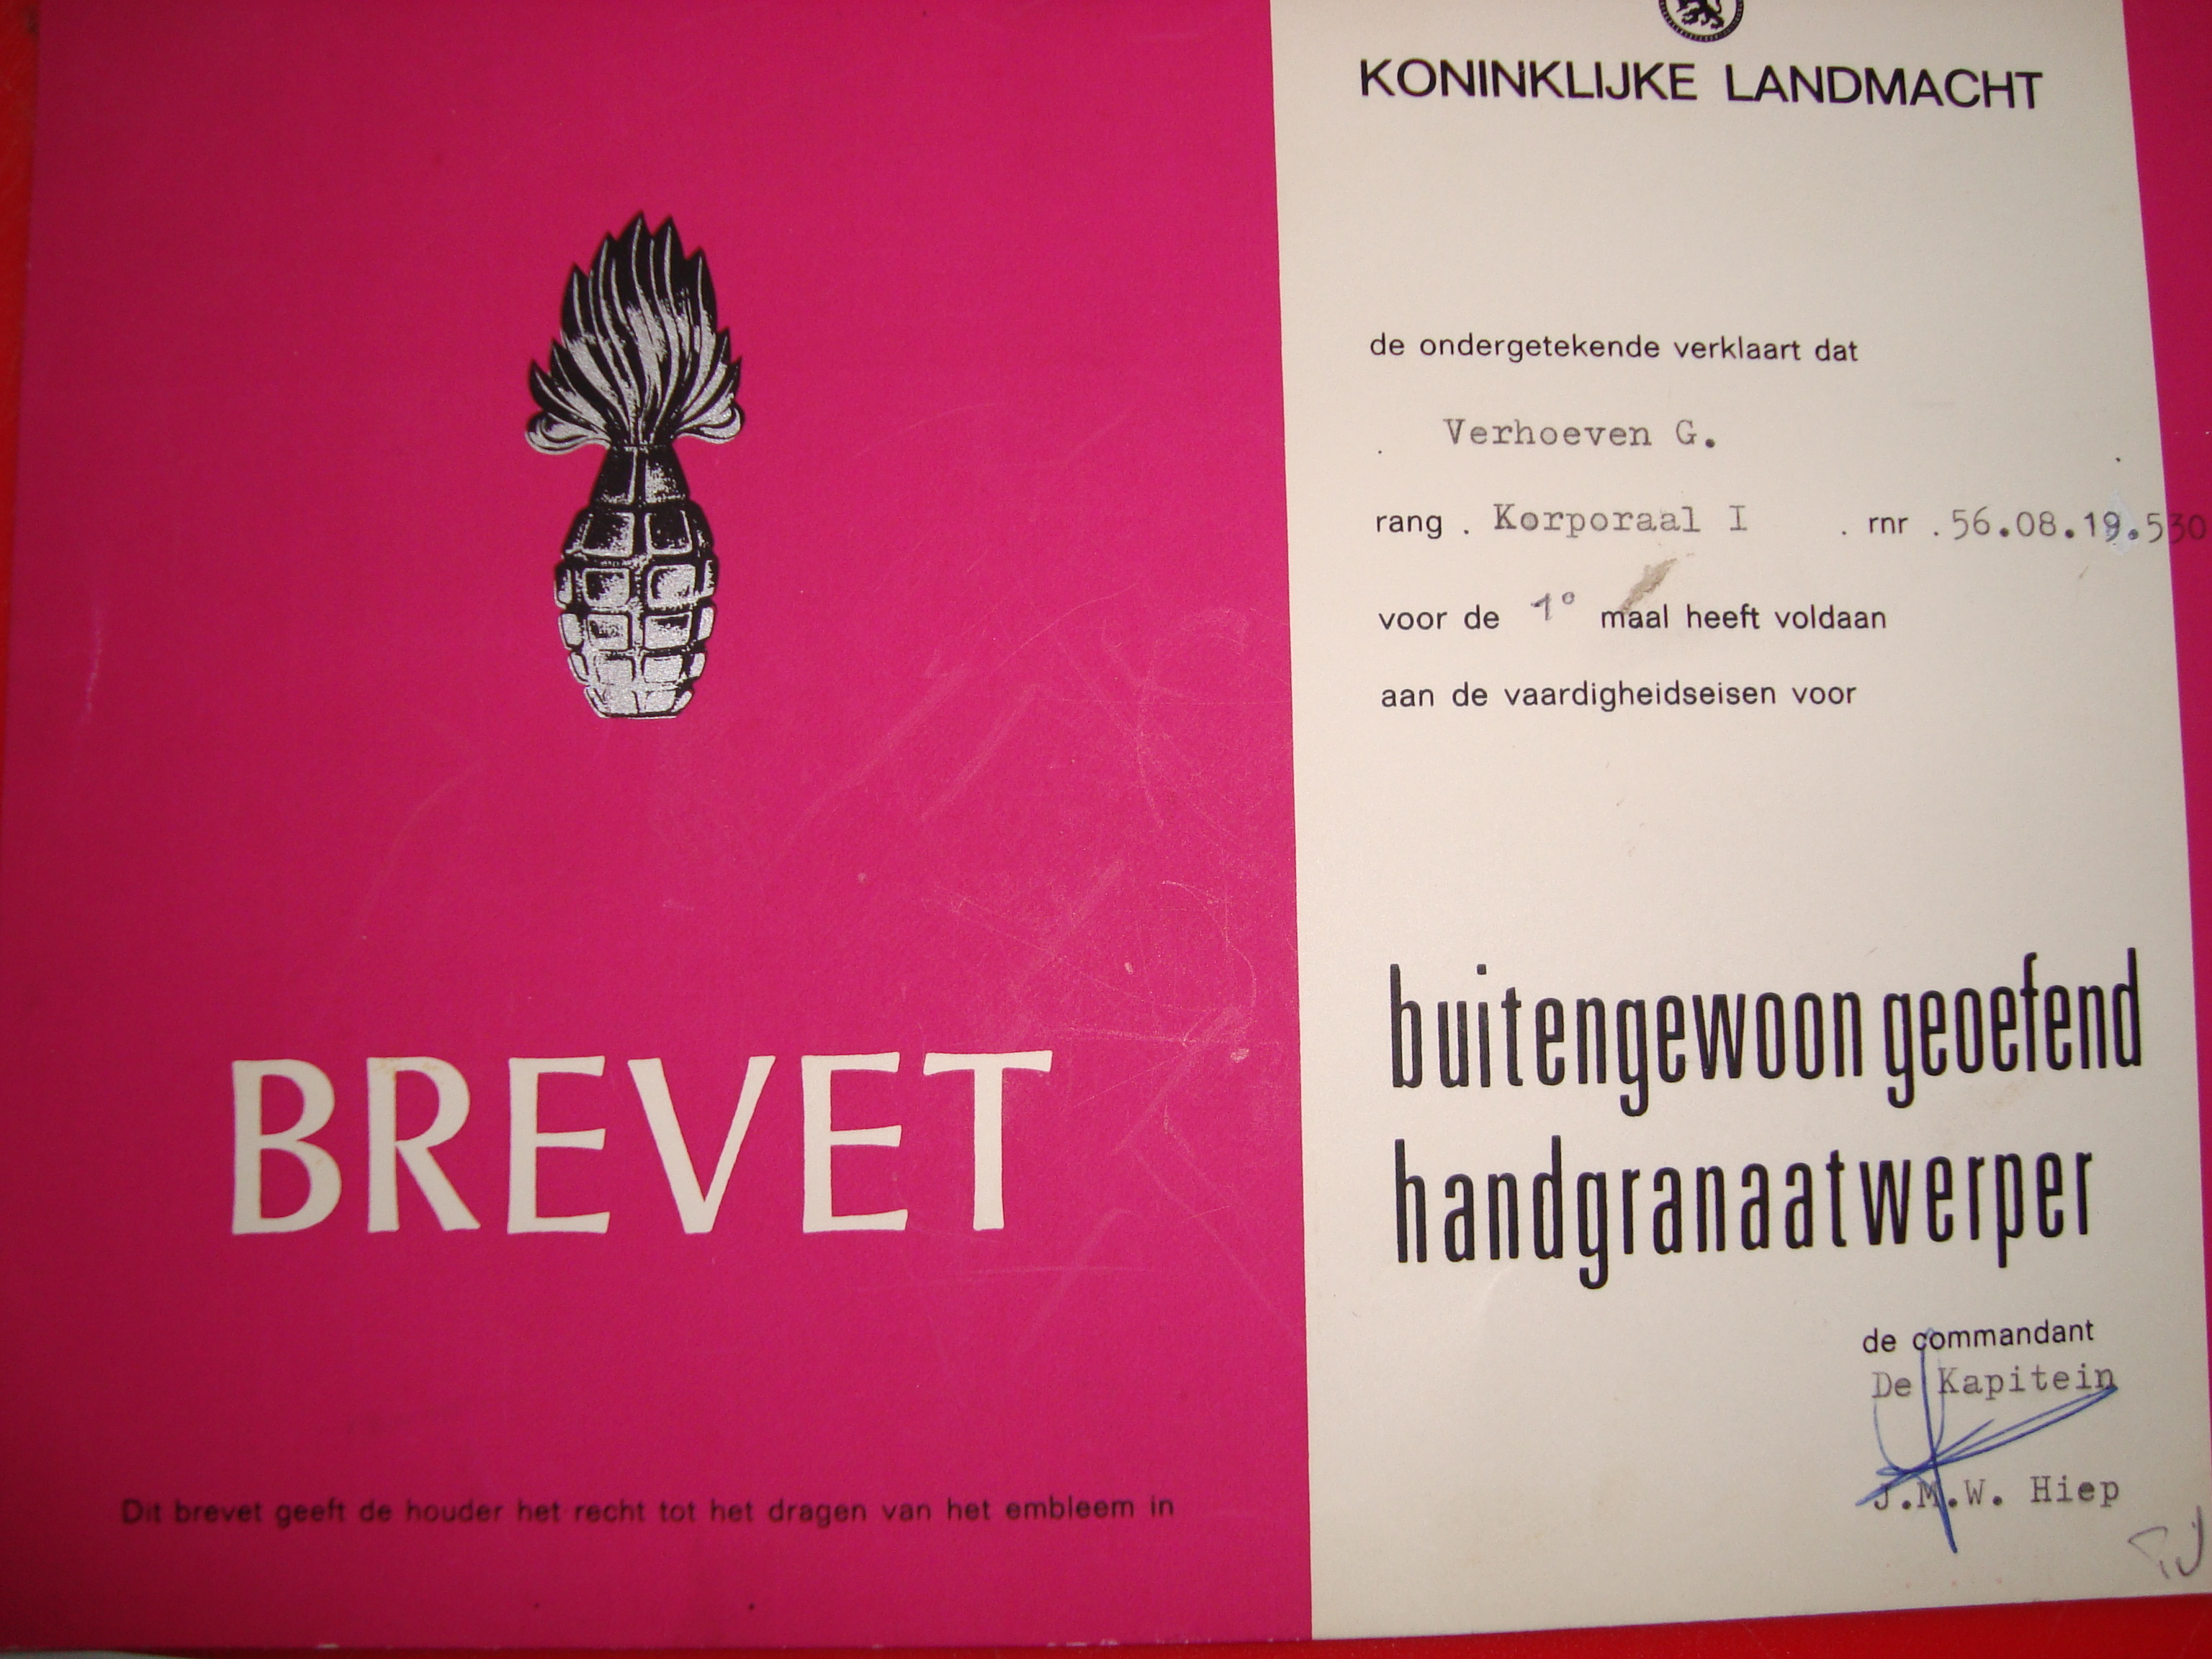 BREVET
Dit brevet geeft de houder het recht tot het dragen van het embleem in
KONINKLIJKE LANDMACHT
de ondergetekende verklaart dat
Verhoeven G.
rang . Korporaal I . rnr .56.08.19.530
voor de 1° maal heeft voldaan
aan de vaardigheidseisen voor
buitengewoon geoefend
handgranaatwerper
de commandant
De Kapitein
J.M.W. Hiep